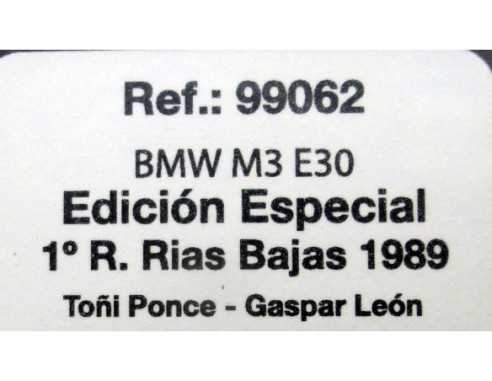 Ref.: 99062
BMW M3 E30
Edición Especial
1º R. Rias Bajas 1989
Toñi Ponce - Gaspar León